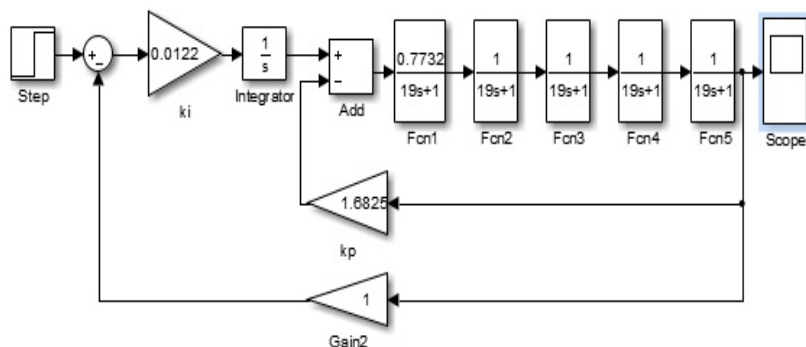 Step
+
−
0.0122
ki
1
s
Integrator
+
−
Add
0.7732
19s+1
Fcn1
1
19s+1
Fcn2
1
19s+1
Fcn3
1
19s+1
Fcn4
1
19s+1
Fcn5
Scope
1.6825
kp
1
Gain2